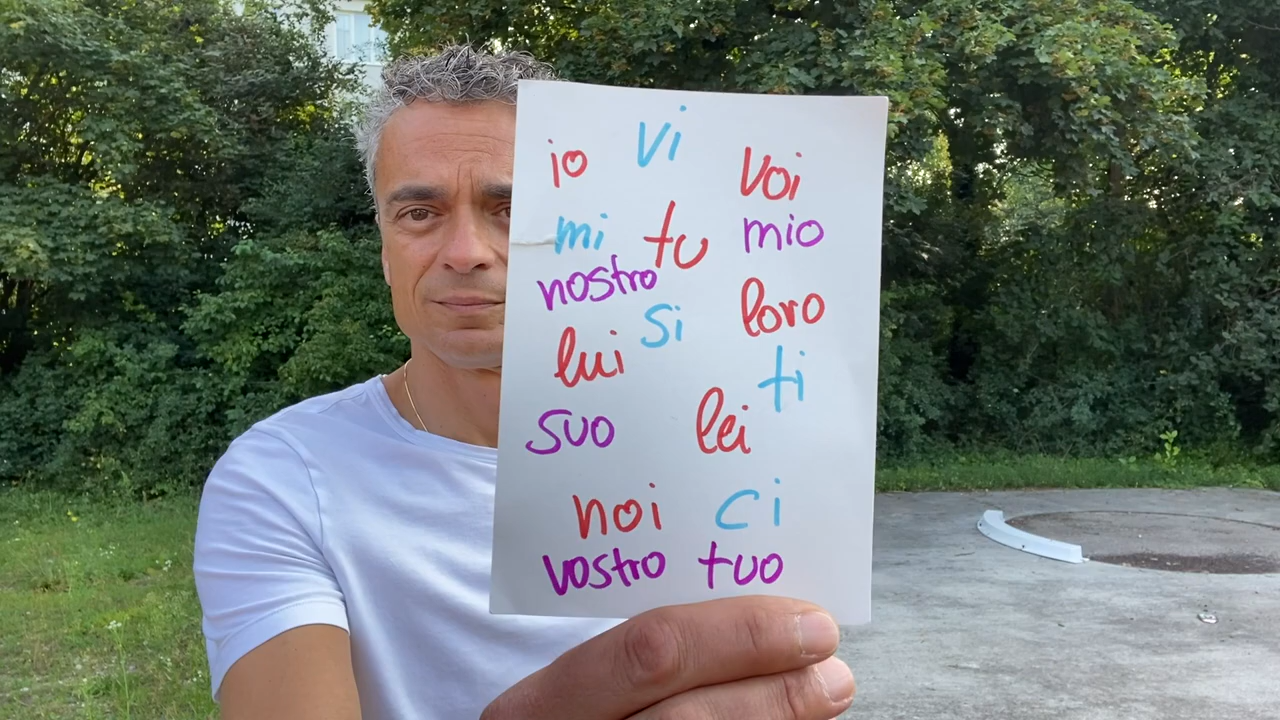 io vi voi
mi tu mio
nostro
si loro
lui ti
suo lei
noi ci
vostro tuo